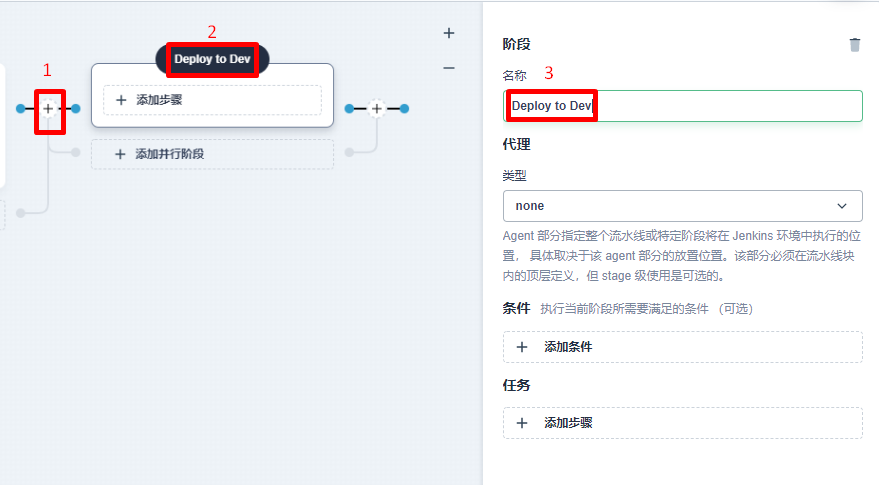 1
2
Deploy to Dev
添加步骤
添加并行阶段
阶段
名称
3
Deploy to Dev
代理
类型
none
Agent 部分指定整个流水线或特定阶段将在 Jenkins 环境中执行的位
置， 具体取决于该 agent 部分的放置位置。该部分必须在流水线块
内的顶层定义，但 stage 级使用是可选的。
条件 执行当前阶段所需要满足的条件 （可选）
添加条件
任务
添加步骤